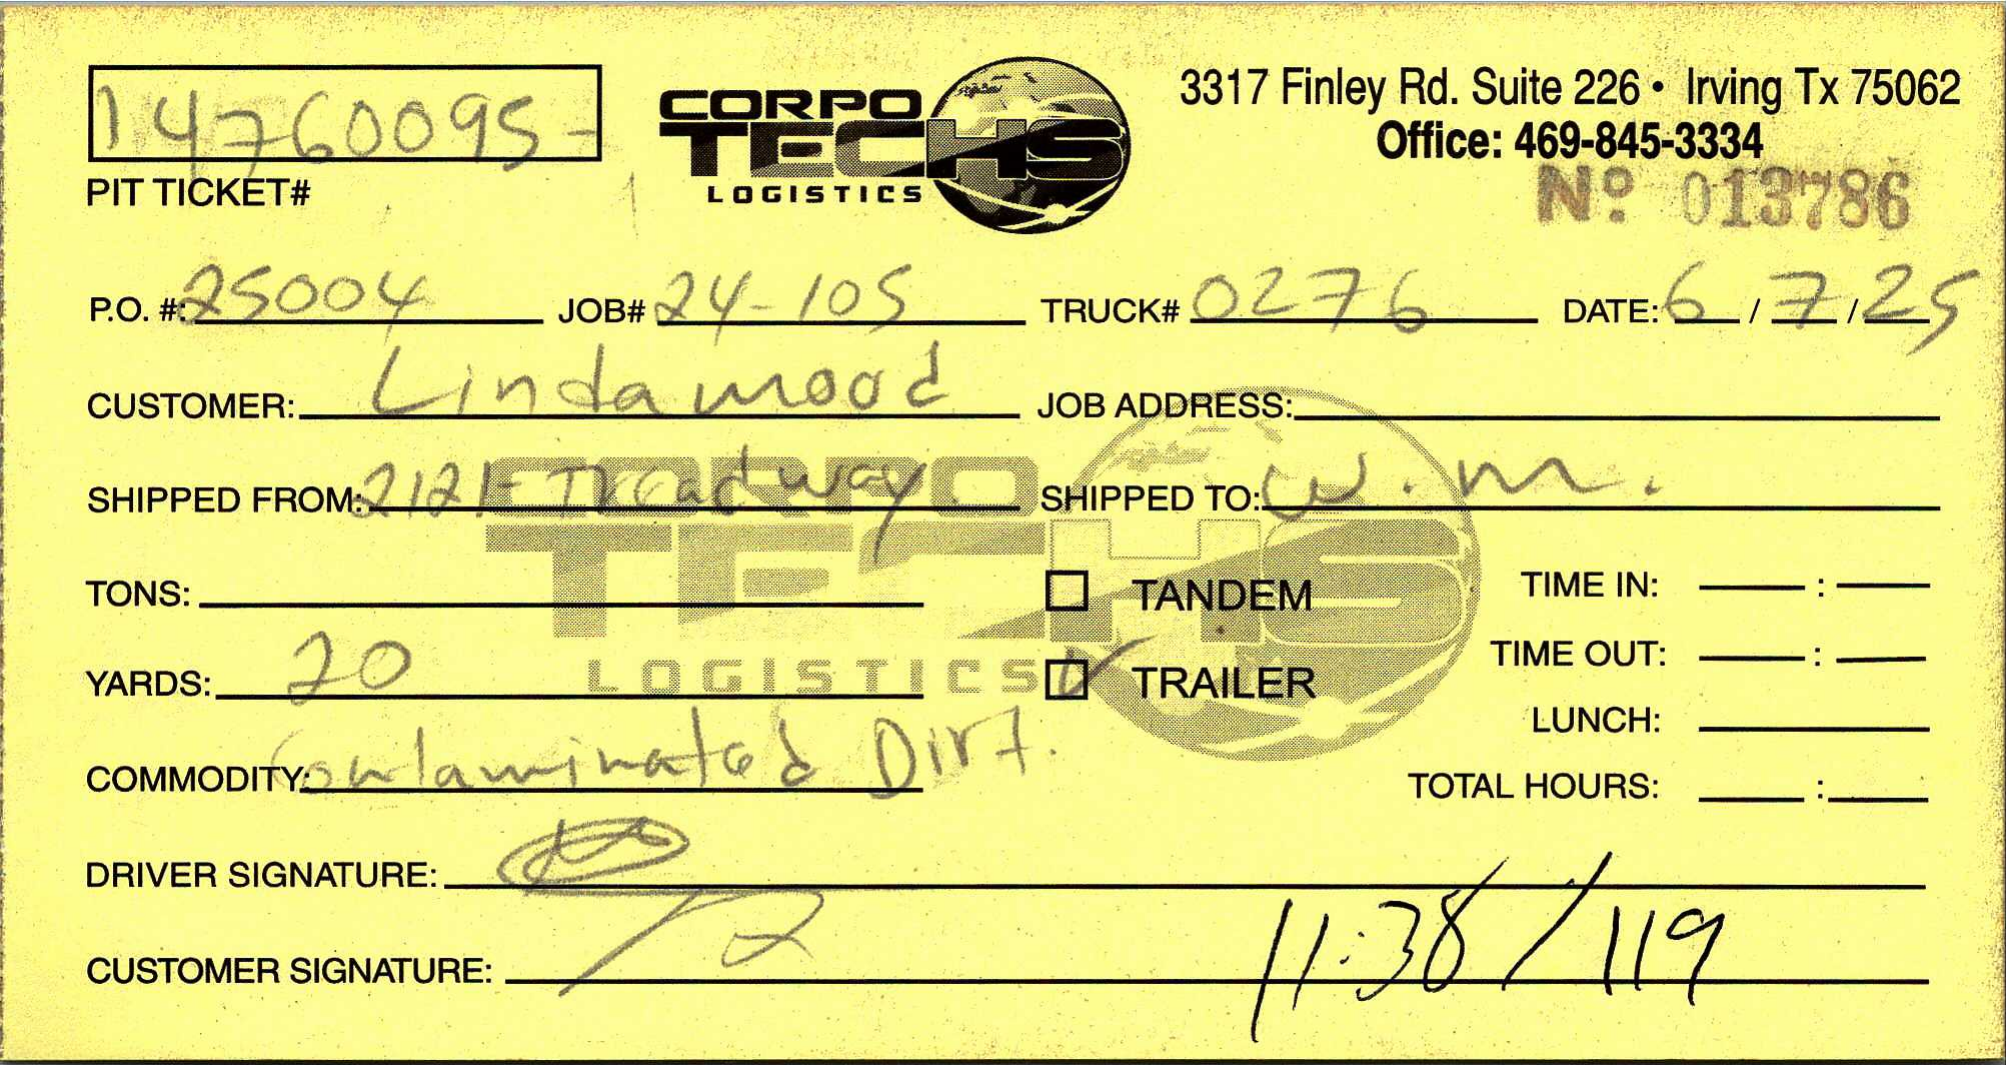 14760095 CORPO 3317 Finley Rd. Suite 226 • Irving Tx 75062
TECHS Office: 469-845-3334
PIT TICKET# LOGISTICS Nº 013786
P.O. #: 25004 JOB# 24-105 TRUCK# 0276 DATE: 6 / 7 / 25
CUSTOMER: Lindamood JOB ADDRESS:
SHIPPED FROM: 2121- Treadway SHIPPED TO: W.M.
TONS: TANDEM TIME IN: :
YARDS: 20 TRAILER TIME OUT: :
LUNCH:
COMMODITY: Contaminated Dirt. TOTAL HOURS: :
DRIVER SIGNATURE:
CUSTOMER SIGNATURE: 11:38 / 119
CORPO
TECHS
LOGISTICS